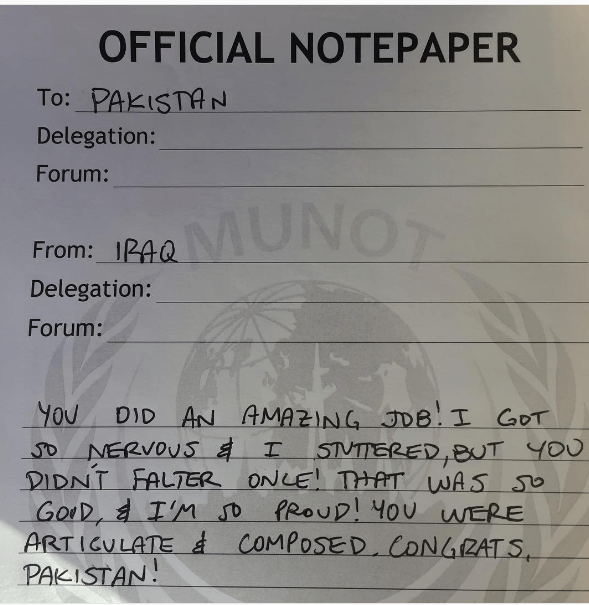 OFFICIAL NOTEPAPER
To: PAKISTAN
Delegation:
Forum:
MUNOT
From: IRAQ
Delegation:
Forum:
YOU DID AN AMAZING JOB! I GOT
SO NERVOUS & I STUTTERED, BUT YOU
DIDN'T FALTER ONCE! THAT WAS SO
GOOD, & I'M SO PROUD! YOU WERE
ARTICULATE & COMPOSED. CONGRATS,
PAKISTAN!